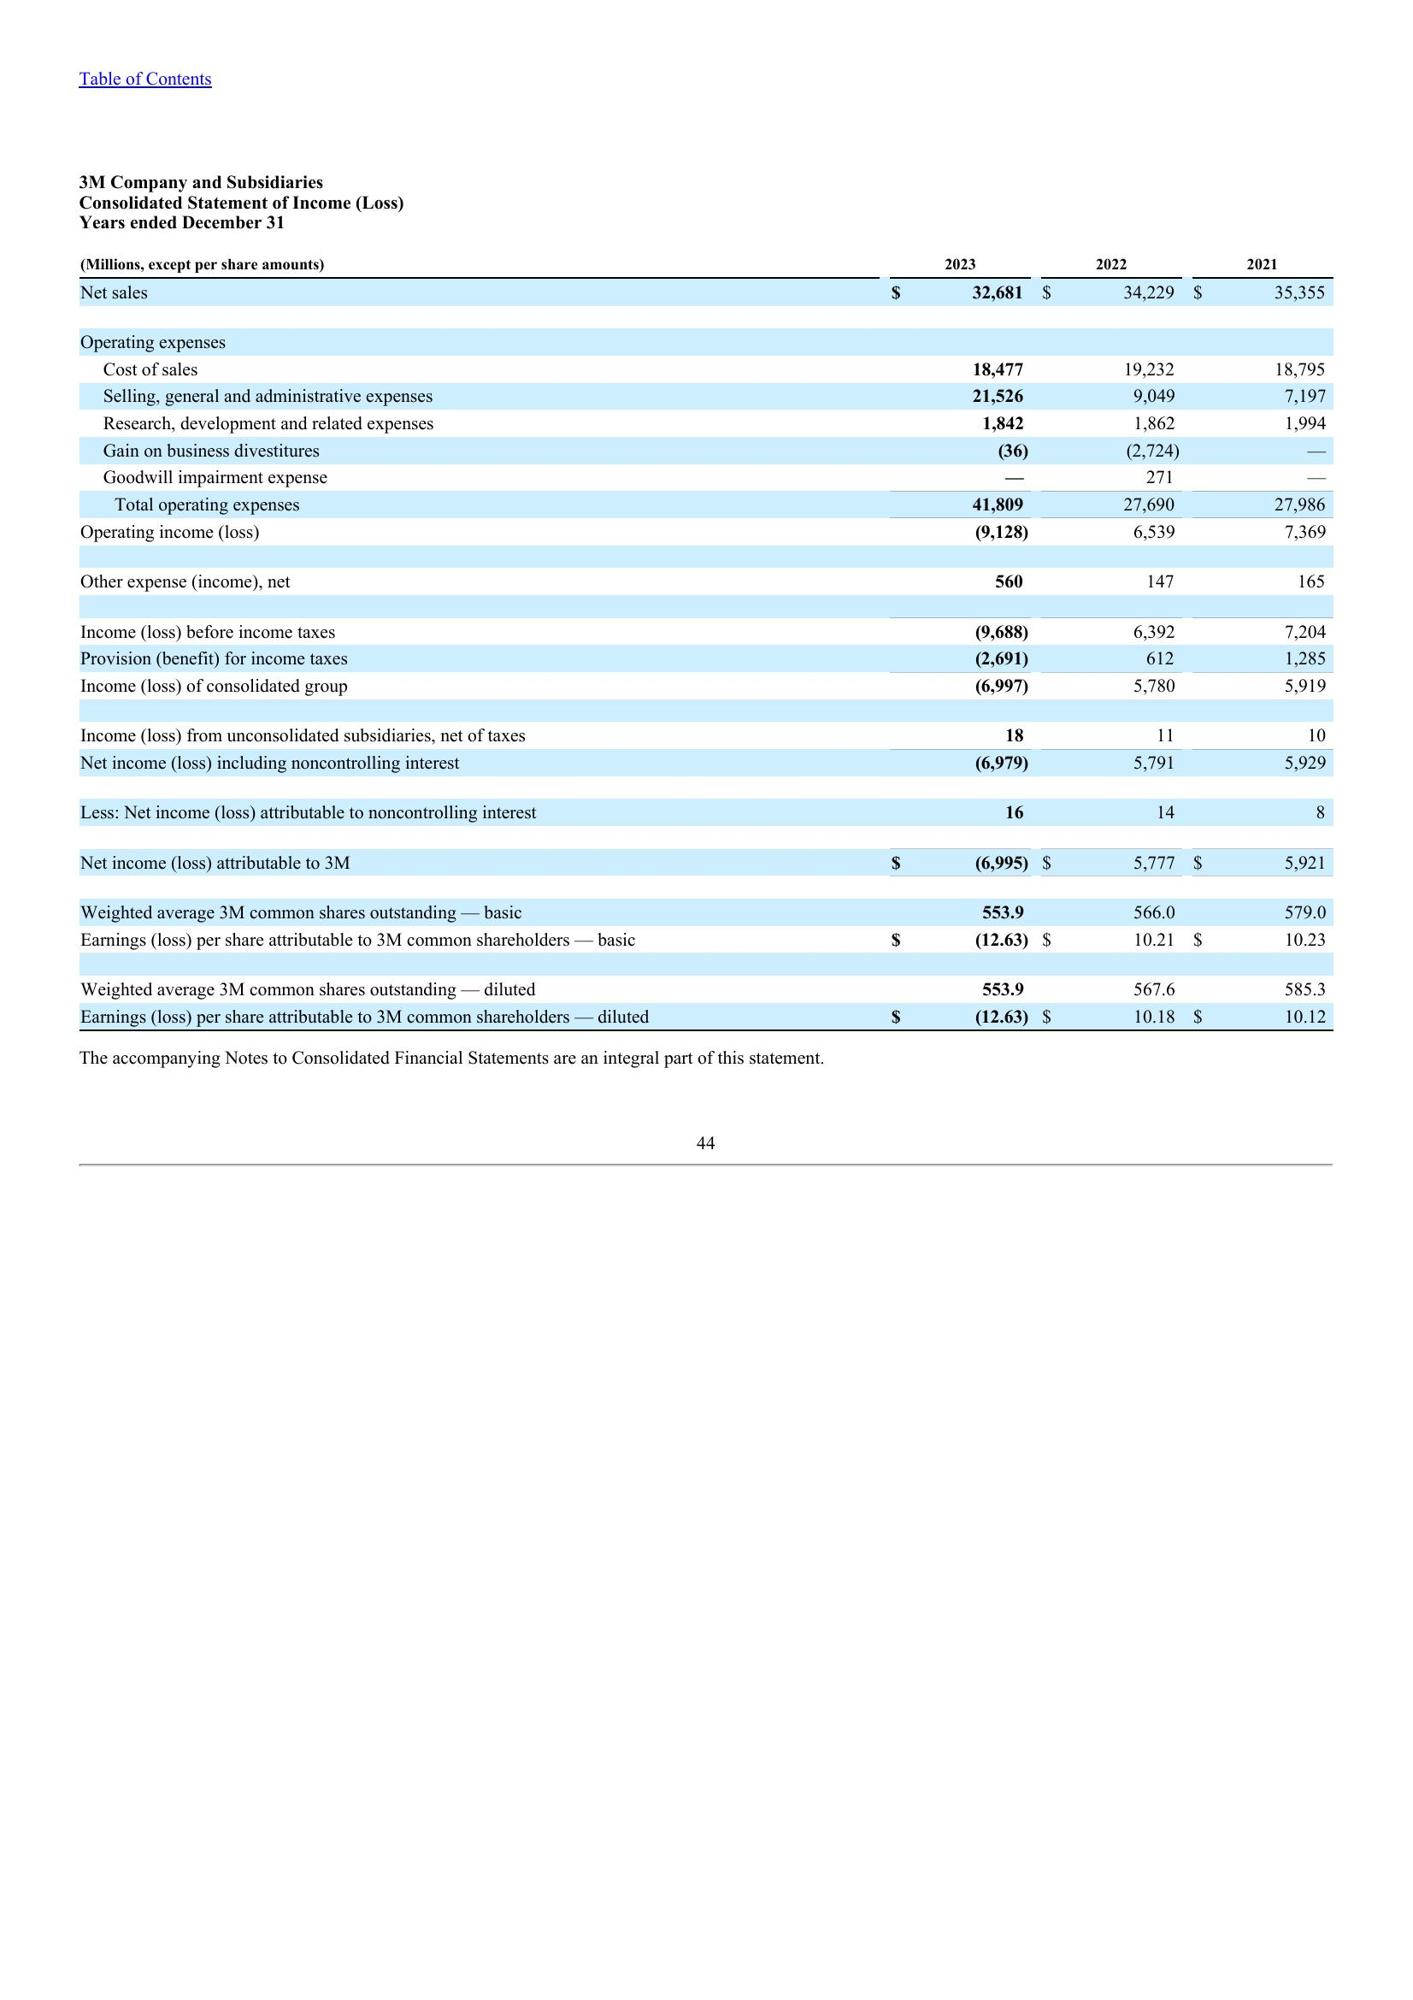 Table of Contents
3M Company and Subsidiaries
Consolidated Statement of Income (Loss)
Years ended December 31
(Millions, except per share amounts) 2023 2022 2021
Net sales $ 32,681 $ 34,229 $ 35,355
Operating expenses
Cost of sales 18,477 19,232 18,795
Selling, general and administrative expenses 21,526 9,049 7,197
Research, development and related expenses 1,842 1,862 1,994
Gain on business divestitures (36) (2,724) —
Goodwill impairment expense — 271 —
Total operating expenses 41,809 27,690 27,986
Operating income (loss) (9,128) 6,539 7,369
Other expense (income), net 560 147 165
Income (loss) before income taxes (9,688) 6,392 7,204
Provision (benefit) for income taxes (2,691) 612 1,285
Income (loss) of consolidated group (6,997) 5,780 5,919
Income (loss) from unconsolidated subsidiaries, net of taxes 18 11 10
Net income (loss) including noncontrolling interest (6,979) 5,791 5,929
Less: Net income (loss) attributable to noncontrolling interest 16 14 8
Net income (loss) attributable to 3M $ (6,995) $ 5,777 $ 5,921
Weighted average 3M common shares outstanding — basic 553.9 566.0 579.0
Earnings (loss) per share attributable to 3M common shareholders — basic $ (12.63) $ 10.21 $ 10.23
Weighted average 3M common shares outstanding — diluted 553.9 567.6 585.3
Earnings (loss) per share attributable to 3M common shareholders — diluted $ (12.63) $ 10.18 $ 10.12
The accompanying Notes to Consolidated Financial Statements are an integral part of this statement.
44